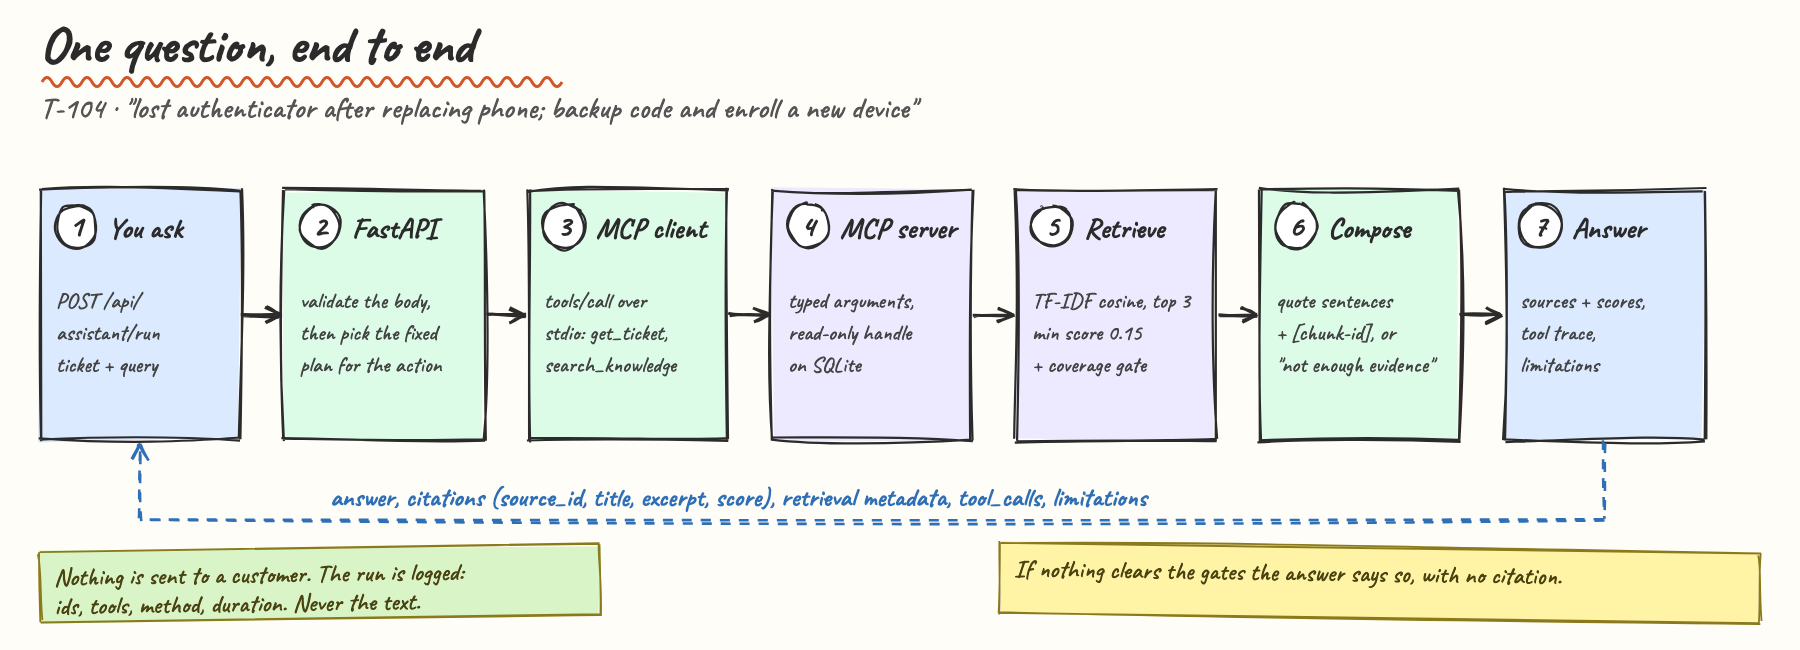 One question, end to end
T-104 · "lost authenticator after replacing phone; backup code and enroll a new device"
1 You ask
POST /api/
assistant/run
ticket + query
2 FastAPI
validate the body,
then pick the fixed
plan for the action
3 MCP client
tools/call over
stdio: get_ticket,
search_knowledge
4 MCP server
typed arguments,
read-only handle
on SQLite
5 Retrieve
TF-IDF cosine, top 3
min score 0.15
+ coverage gate
6 Compose
quote sentences
+ [chunk-id], or
"not enough evidence"
7 Answer
sources + scores,
tool trace,
limitations
answer, citations (source_id, title, excerpt, score), retrieval metadata, tool_calls, limitations
Nothing is sent to a customer. The run is logged:
ids, tools, method, duration. Never the text.
If nothing clears the gates the answer says so, with no citation.